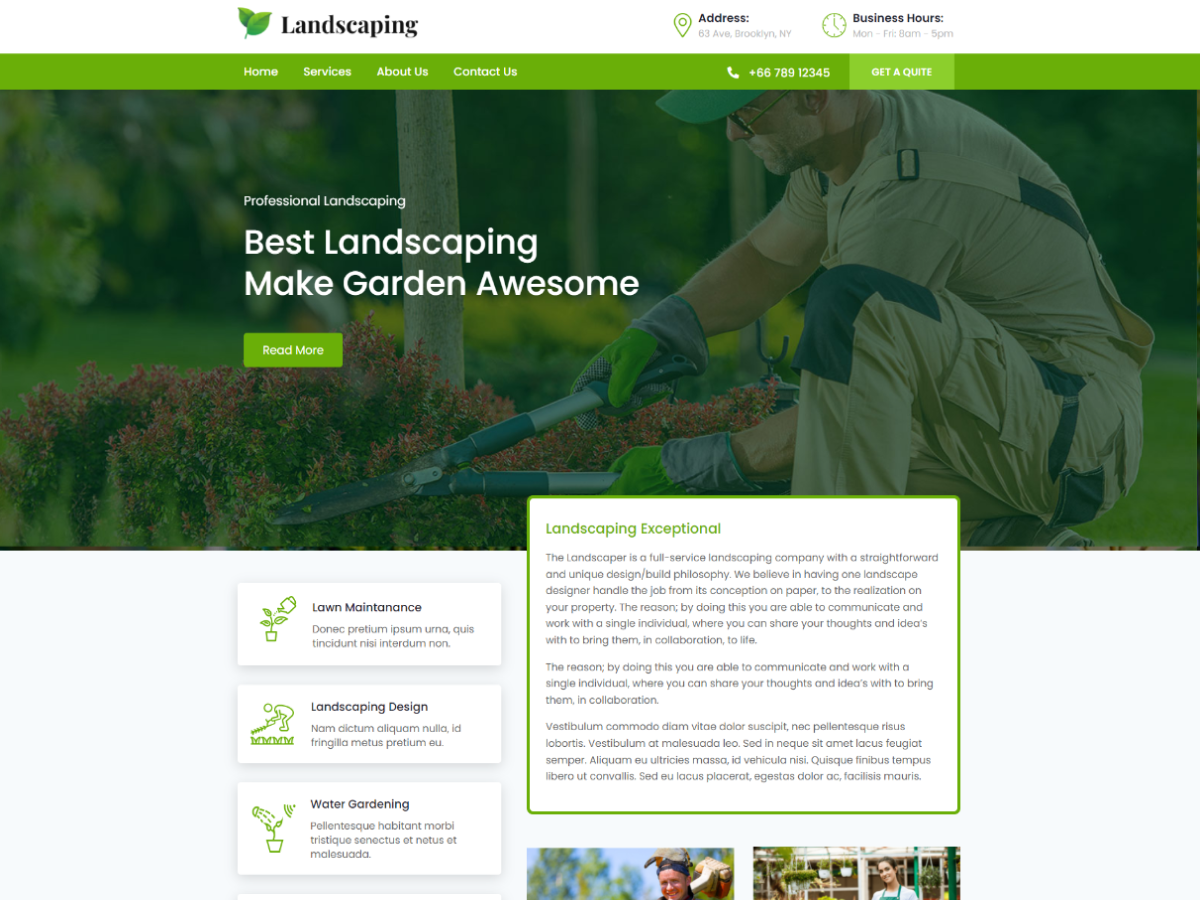 Landscaping
Address:
63 Ave, Brooklyn, NY
Business Hours:
Mon - Fri: 8am - 5pm
Home
Services
About Us
Contact Us
+66 789 12345
GET A QUITE
Professional Landscaping
Best Landscaping
Make Garden Awesome
Read More
Landscaping Exceptional
The Landscaper is a full-service landscaping company with a straightforward
and unique design/build philosophy. We believe in having one landscape
designer handle the job from its conception on paper, to the realization on
your property. The reason; by doing this you are able to communicate and
work with a single individual, where you can share your thoughts and idea's
with to bring them, in collaboration, to life.
The reason; by doing this you are able to communicate and work with a
single individual, where you can share your thoughts and idea's with to bring
them, in collaboration.
Vestibulum commodo diam vitae dolor suscipit, nec pellentesque risus
lobortis. Vestibulum at malesuada leo. Sed in neque sit amet lacus feugiat
semper. Aliquam eu ultricies massa, id vehicula nisi. Quisque finibus tempus
libero ut convallis. Sed eu lacus placerat, egestas dolor ac, facilisis mauris.
Lawn Maintanance
Donec pretium ipsum urna, quis
tincidunt nisi interdum non.
Landscaping Design
Nam dictum aliquam nulla, id
fringilla metus pretium eu.
Water Gardening
Pellentesque habitant morbi
tristique senectus et netus et
malesuada.